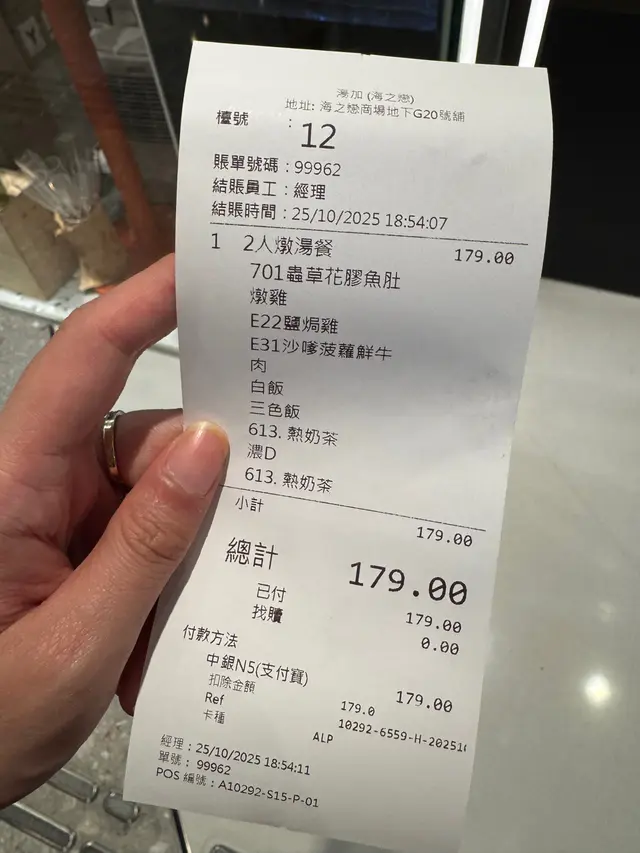 湯加 (海之戀)
地址: 海之戀商場地下G20號舖
檯號 : 12
賬單號碼 : 99962
結賬員工 : 經理
結賬時間 : 25/10/2025 18:54:07
1 2人燉湯餐 179.00
701蟲草花膠魚肚
燉雞
E22鹽焗雞
E31沙嗲菠蘿鮮牛
肉
白飯
三色飯
613. 熱奶茶
濃D
613. 熱奶茶
小計 179.00
總計 179.00
已付 179.00
找贖 0.00
付款方法
中銀N5(支付寶) 179.00
扣除金額 179.0
Ref 10292-6559-H-20251
卡種 ALP
經理 : 25/10/2025 18:54:11
單號 : 99962
POS 編號 : A10292-S15-P-01